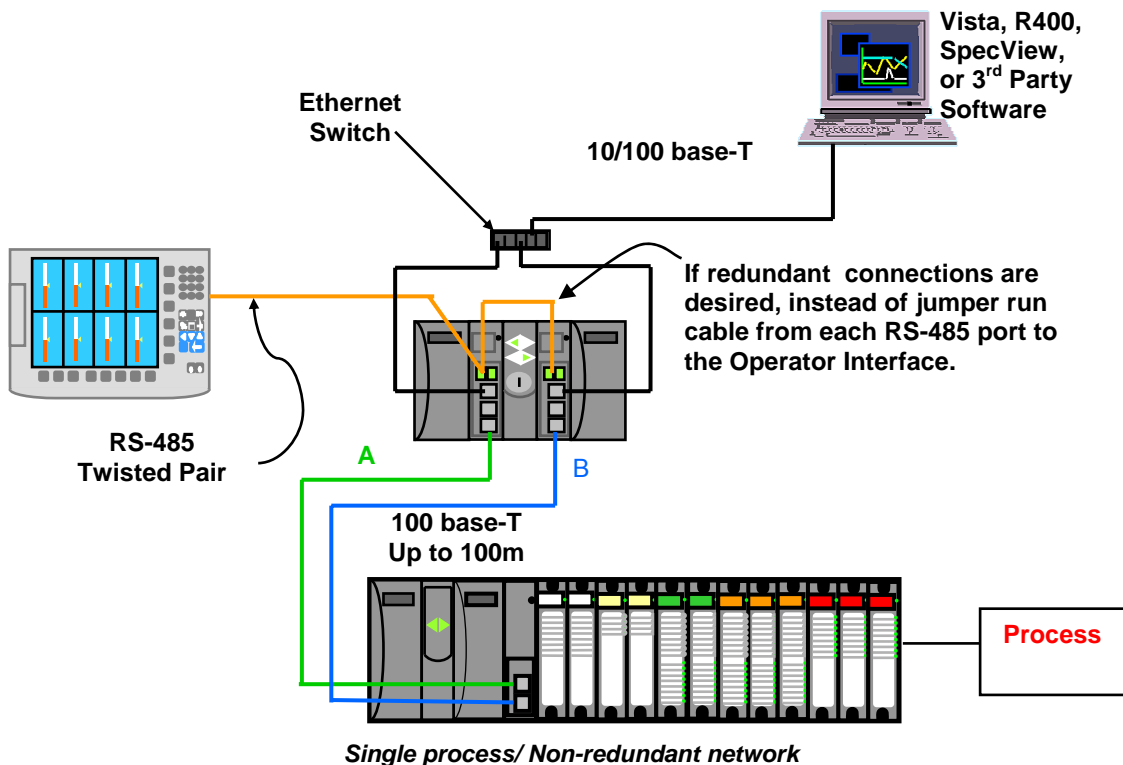 Vista, R400,
SpecView,
or 3rd Party
Software
Ethernet
Switch
10/100 base-T
If redundant connections are
desired, instead of jumper run
cable from each RS-485 port to
the Operator Interface.
RS-485
Twisted Pair
A
B
100 base-T
Up to 100m
Process
Single process/ Non-redundant network